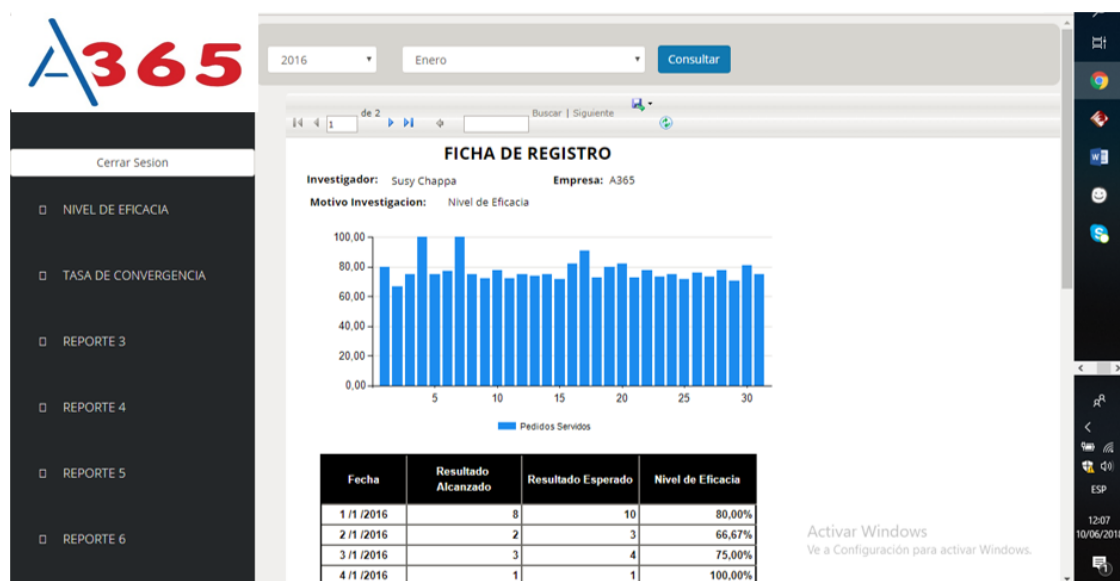 A365
2016
Enero
Consultar
1
de 2
Buscar | Siguiente
Cerrar Sesion
NIVEL DE EFICACIA
TASA DE CONVERGENCIA
REPORTE 3
REPORTE 4
REPORTE 5
REPORTE 6
FICHA DE REGISTRO
Investigador: Susy Chappa Empresa: A365
Motivo Investigacion: Nivel de Eficacia
100,00
80,00
60,00
40,00
20,00
0,00
5 10 15 20 25 30
Pedidos Servidos
Fecha Resultado Alcanzado Resultado Esperado Nivel de Eficacia
1 /1 /2016 8 10 80,00%
2 /1 /2016 2 3 66,67%
3 /1 /2016 3 4 75,00%
4 /1 /2016 1 1 100,00%
Activar Windows
Ve a Configuración para activar Windows.
ESP
12:07
10/06/2018